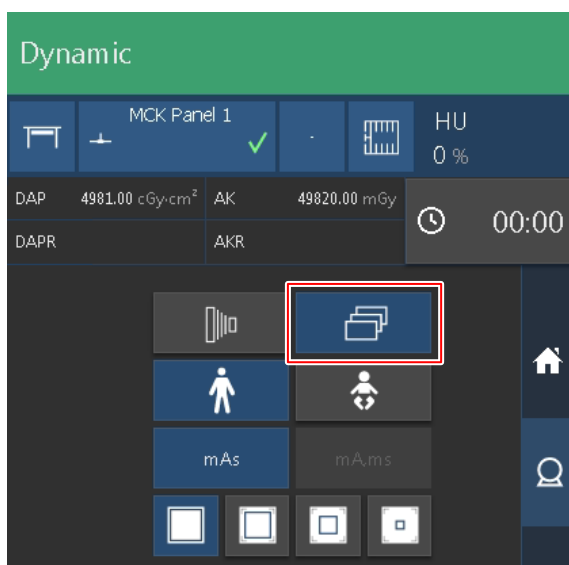 Dynamic
MCK Panel 1
-
HU
0 %
DAP 4981.00 cGy·cm² AK 49820.00 mGy
00:00
DAPR AKR
mAs mA,ms